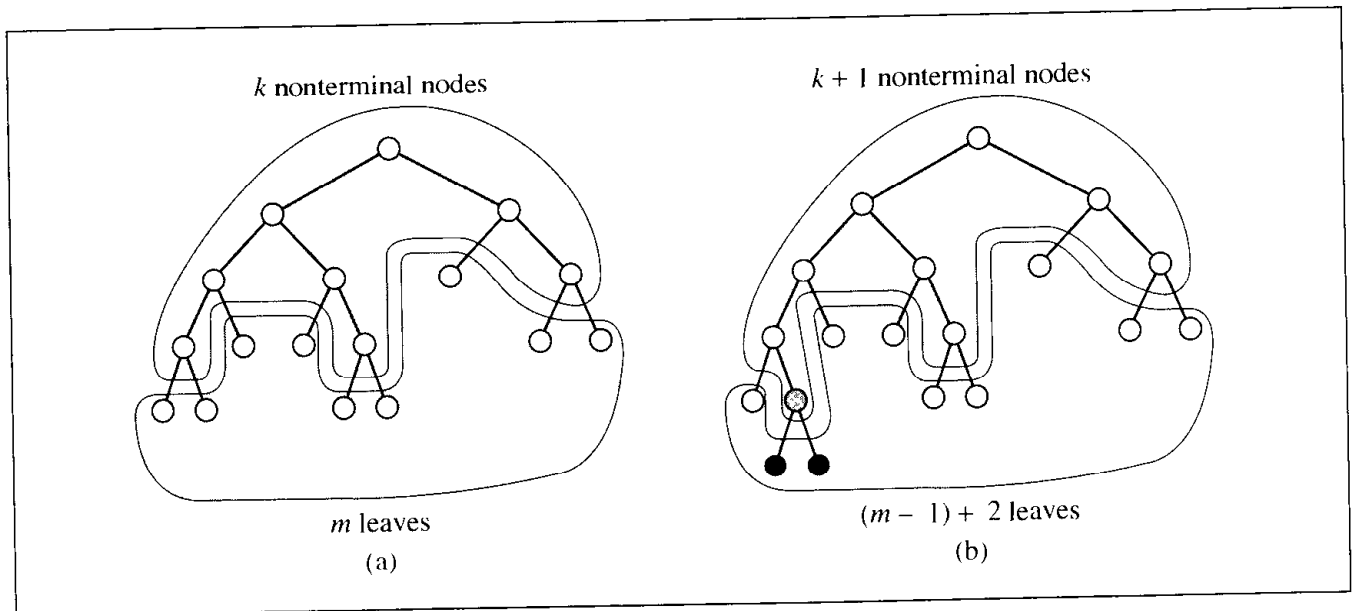 k nonterminal nodes
m leaves
(a)
k + 1 nonterminal nodes
(m – 1) + 2 leaves
(b)